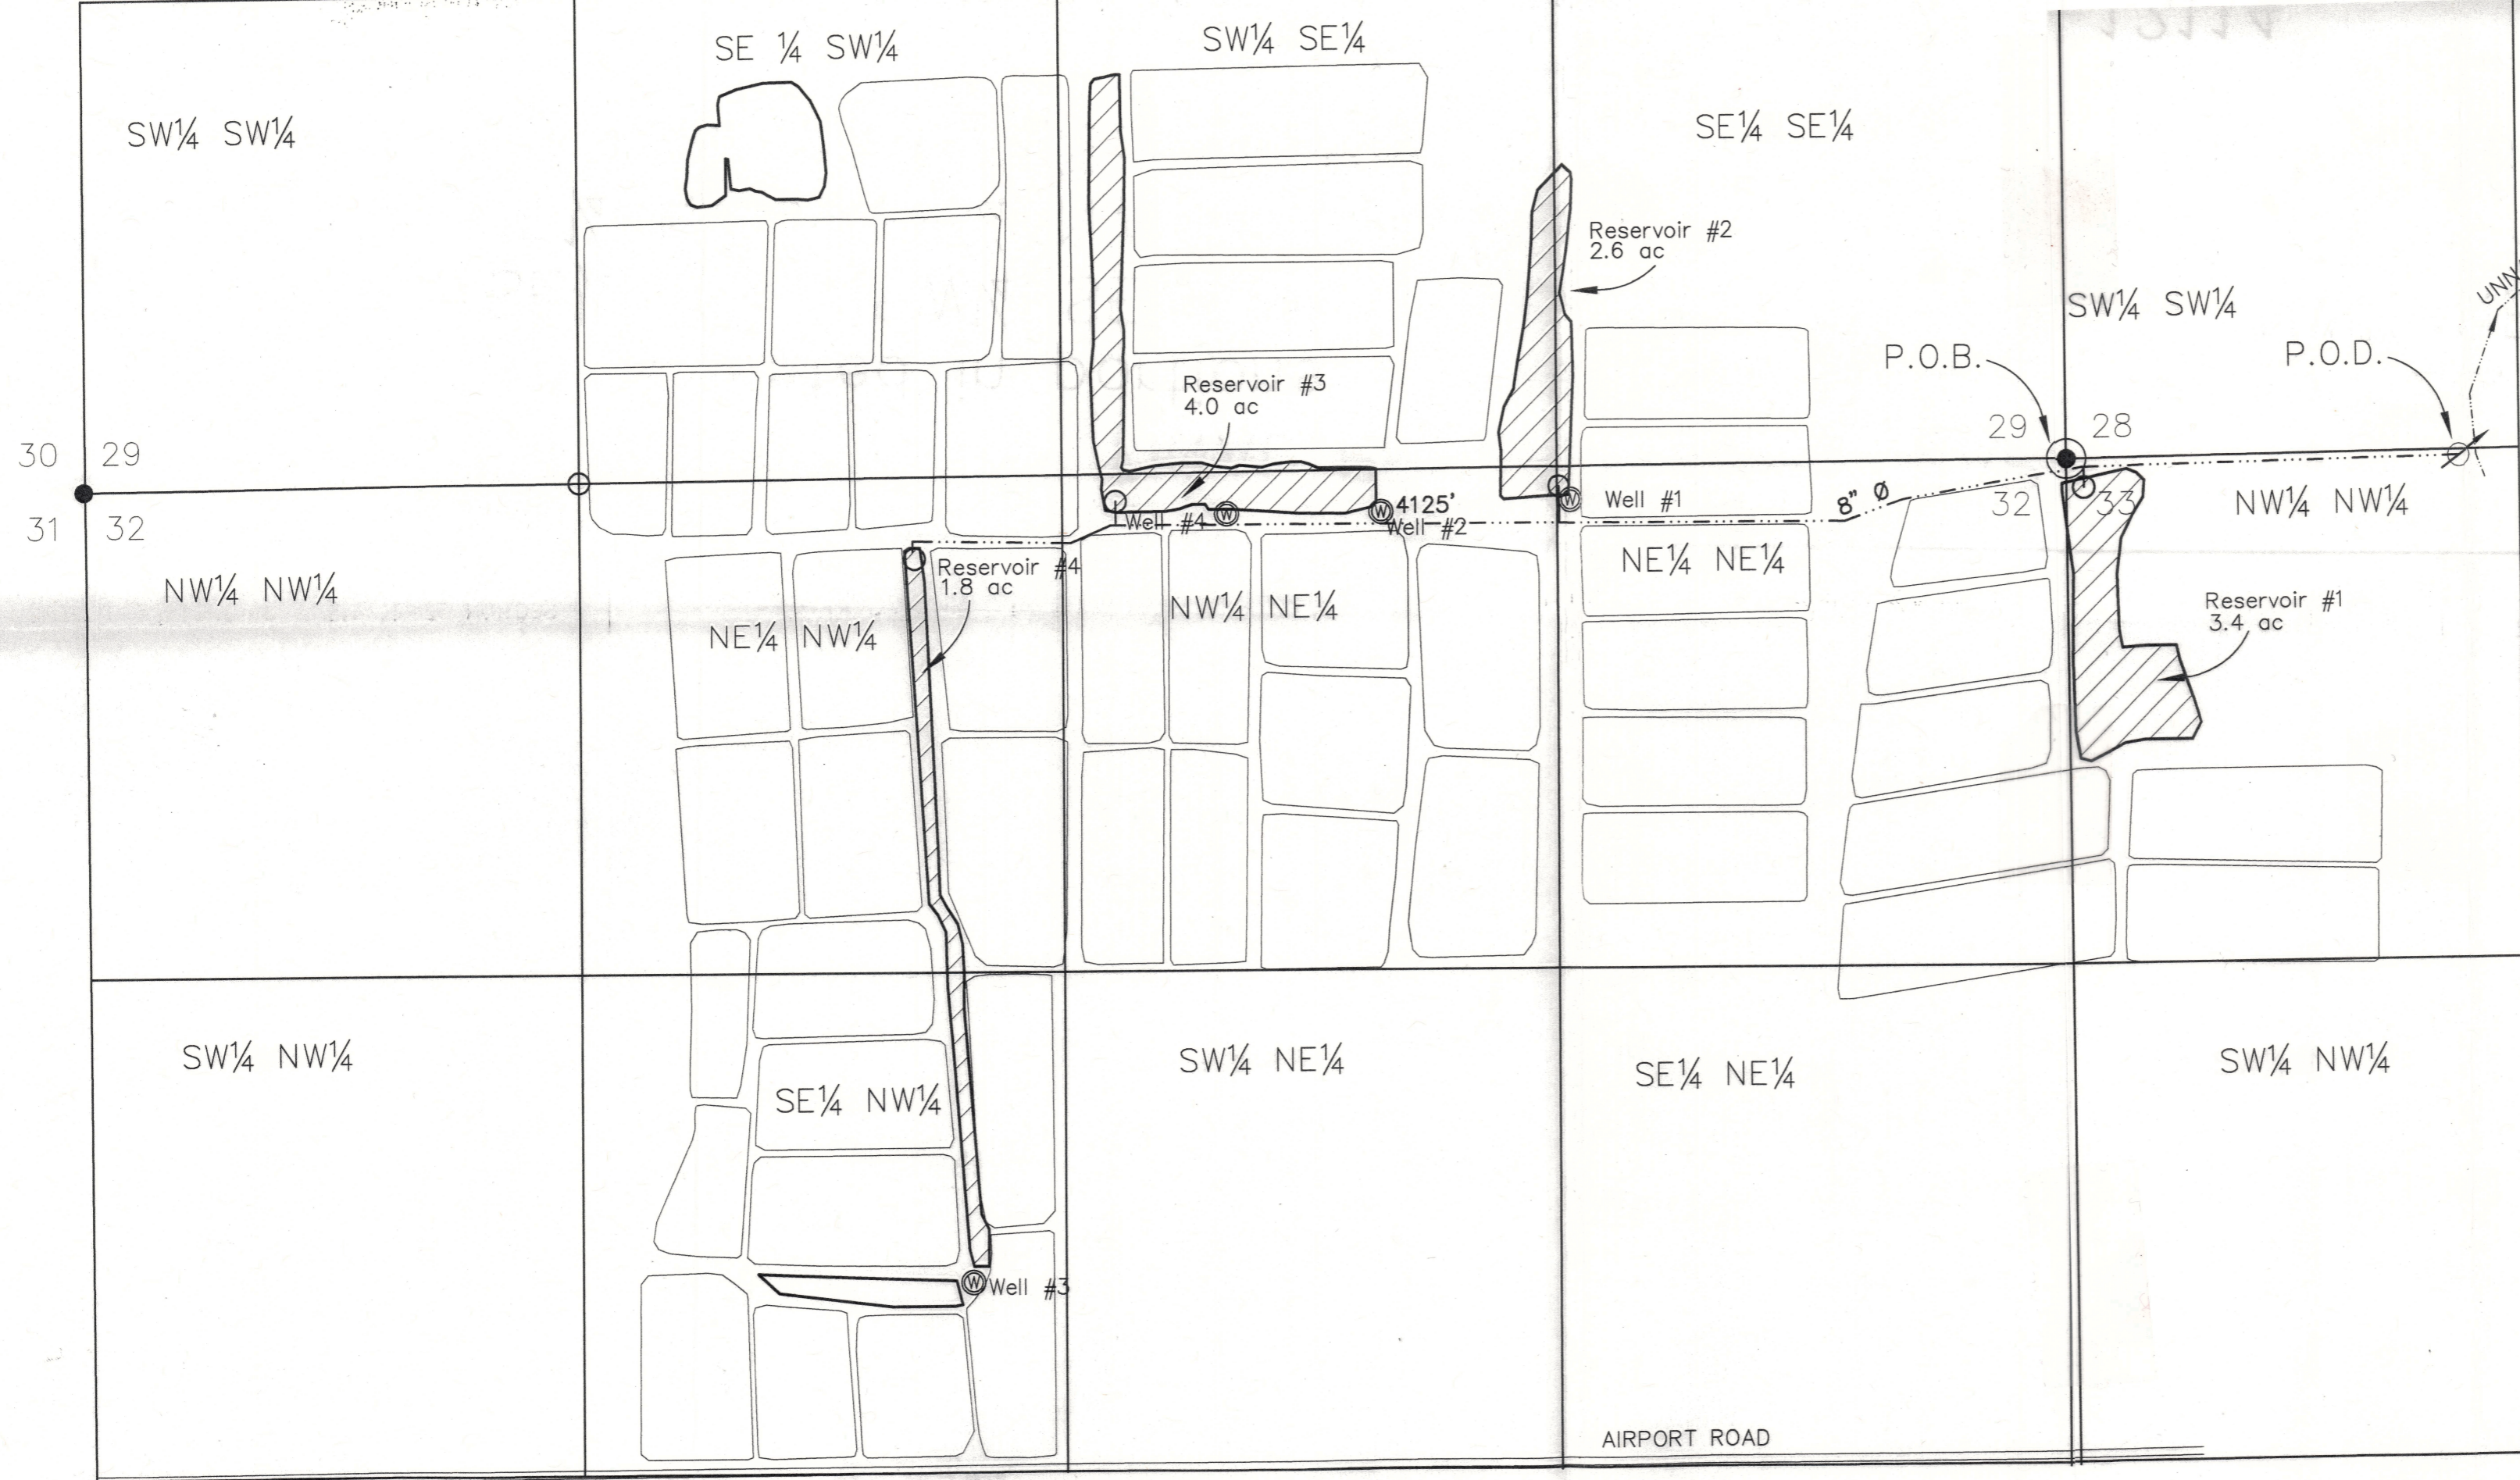 SE ¼ SW¼
SW¼ SE¼
SW¼ SW¼
SE¼ SE¼
Reservoir #2
2.6 ac
SW¼ SW¼
UNN
P.O.B.
P.O.D.
Reservoir #3
4.0 ac
30
29
29
28
31
32
4125'
Well #4
Well #2
Well #1
8" Ø
32
33
NW¼ NW¼
NW¼ NW¼
Reservoir #4
1.8 ac
NE¼ NE¼
NE¼ NW¼
NW¼ NE¼
Reservoir #1
3.4 ac
SW¼ NW¼
SE¼ NW¼
SW¼ NE¼
SE¼ NE¼
SW¼ NW¼
W
W
W
W
Well #3
AIRPORT ROAD